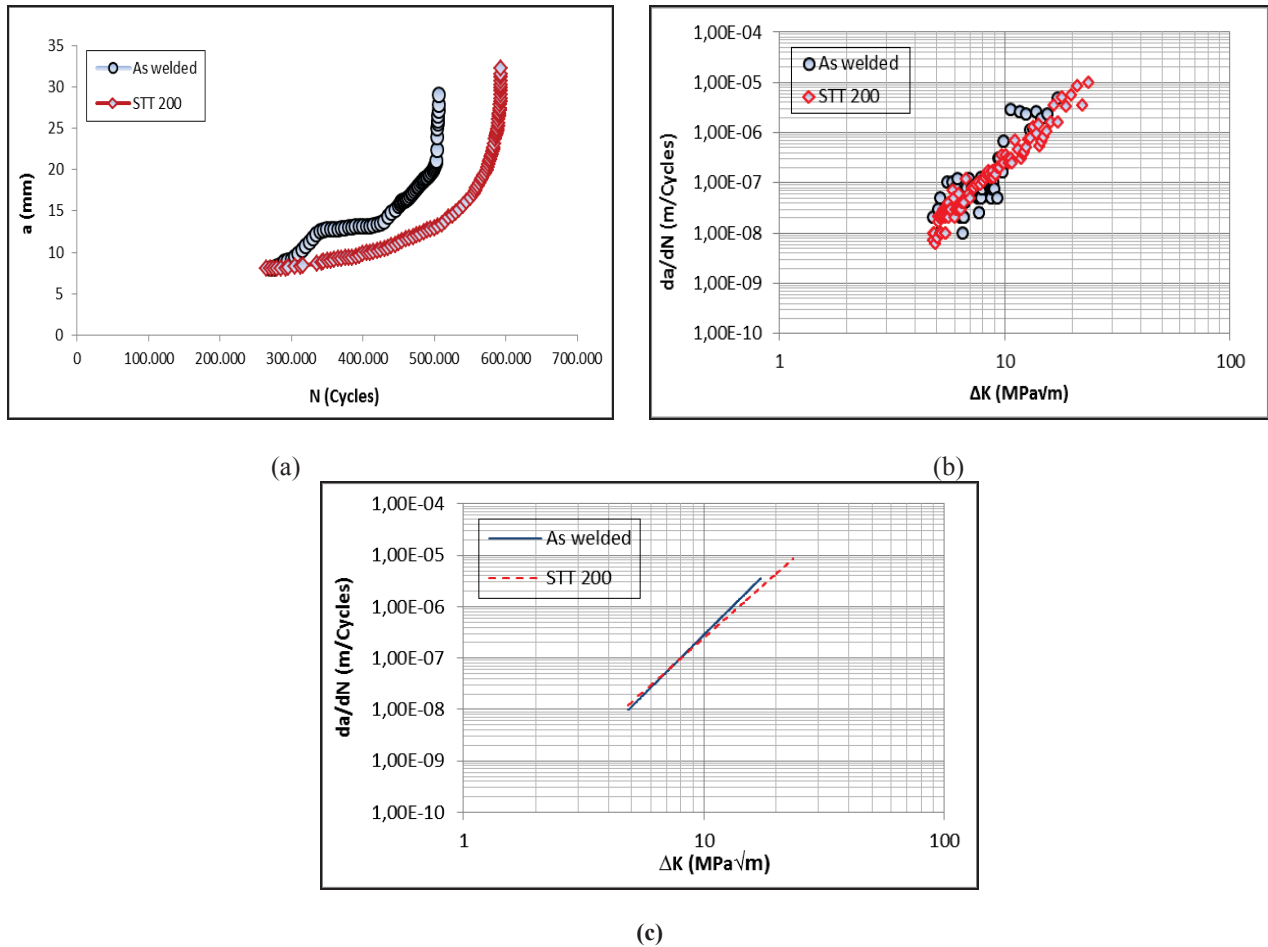 a (mm)
35
30
25
20
15
10
5
0
As welded
STT 200
0
100.000
200.000
300.000
400.000
500.000
600.000
700.000
N (Cycles)
(a)
da/dN (m/Cycles)
1,00E-04
1,00E-05
1,00E-06
1,00E-07
1,00E-08
1,00E-09
1,00E-10
As welded
STT 200
1
10
100
ΔK (MPa√m)
(b)
da/dN (m/Cycles)
1,00E-04
1,00E-05
1,00E-06
1,00E-07
1,00E-08
1,00E-09
1,00E-10
As welded
STT 200
1
10
100
ΔK (MPa√m)
(c)